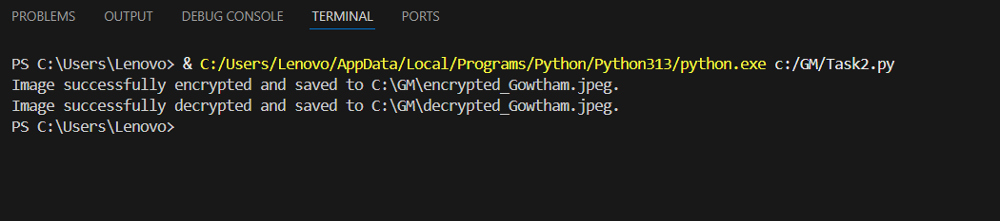 PROBLEMS OUTPUT DEBUG CONSOLE TERMINAL PORTS
PS C:\Users\Lenovo> & C:/Users/Lenovo/AppData/Local/Programs/Python/Python313/python.exe c:/GM/Task2.py
Image successfully encrypted and saved to C:\GM\encrypted_Gowtham.jpeg.
Image successfully decrypted and saved to C:\GM\decrypted_Gowtham.jpeg.
PS C:\Users\Lenovo>